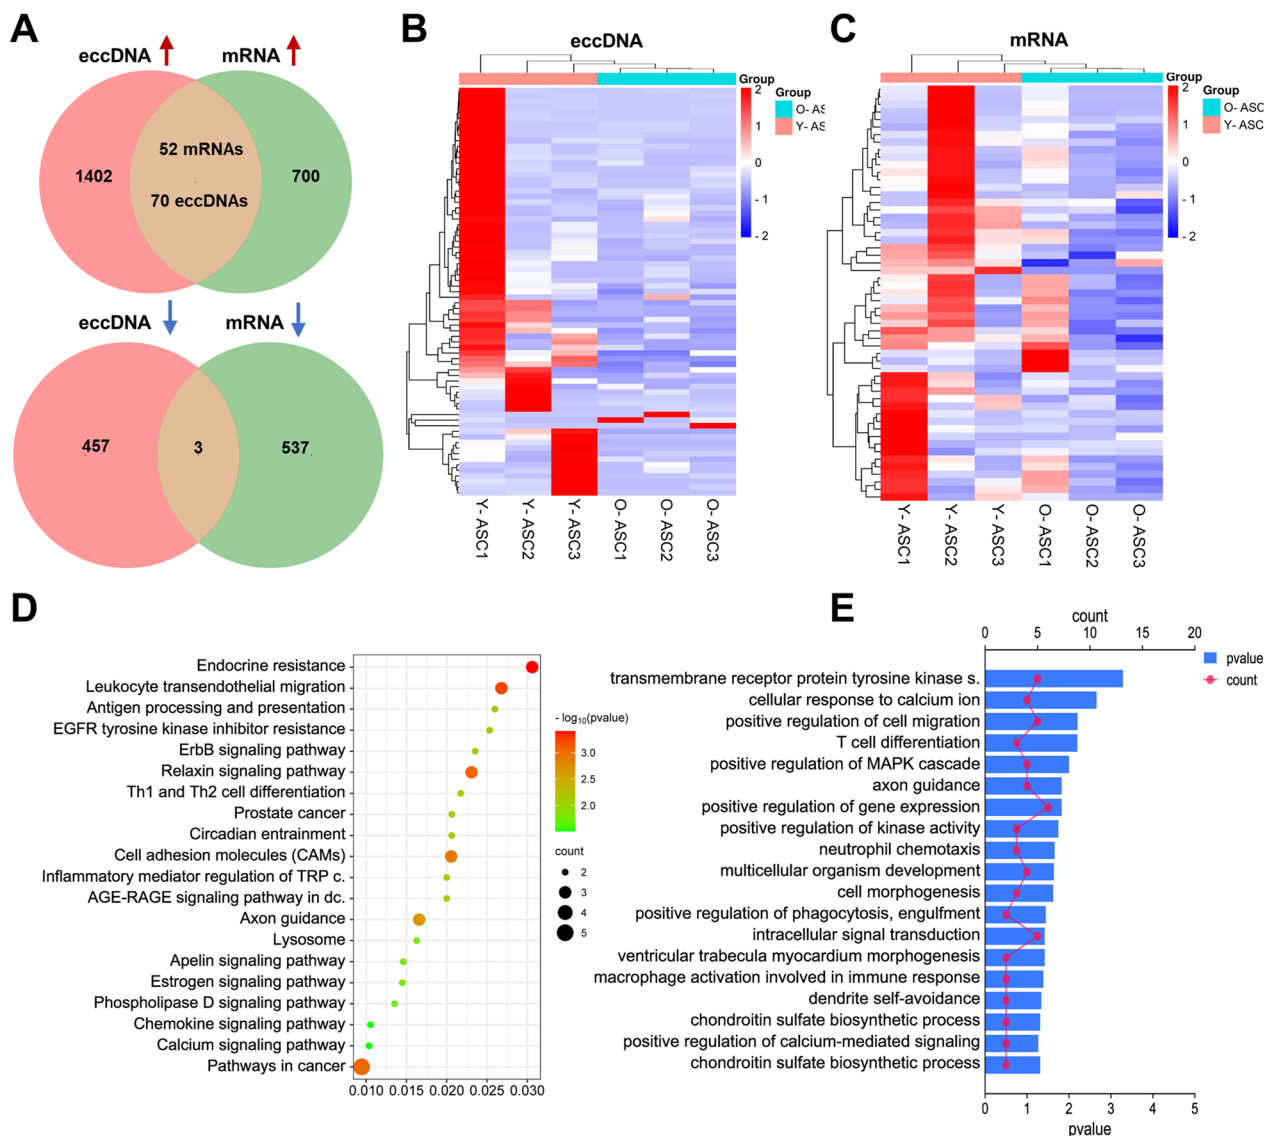 A
eccDNA
mRNA
1402
52 mRNAs
70 eccDNAs
700
eccDNA
mRNA
457
3
537
B
eccDNA
Group
2
1
0
- 1
- 2
Group
O- AS
Y- AS
Y- ASC1
Y- ASC2
Y- ASC3
O- ASC1
O- ASC2
O- ASC3
C
mRNA
Group
2
1
0
- 1
- 2
Group
O- ASC
Y- ASC
Y- ASC1
Y- ASC2
Y- ASC3
O- ASC1
O- ASC2
O- ASC3
D
Endocrine resistance
Leukocyte transendothelial migration
Antigen processing and presentation
EGFR tyrosine kinase inhibitor resistance
ErbB signaling pathway
Relaxin signaling pathway
Th1 and Th2 cell differentiation
Prostate cancer
Circadian entrainment
Cell adhesion molecules (CAMs)
Inflammatory mediator regulation of TRP c.
AGE-RAGE signaling pathway in dc.
Axon guidance
Lysosome
Apelin signaling pathway
Estrogen signaling pathway
Phospholipase D signaling pathway
Chemokine signaling pathway
Calcium signaling pathway
Pathways in cancer
0.010 0.015 0.020 0.025 0.030
- log10(pvalue)
3.0
2.5
2.0
count
2
3
4
5
E
count
0 5 10 15 20
pvalue
count
transmembrane receptor protein tyrosine kinase s.
cellular response to calcium ion
positive regulation of cell migration
T cell differentiation
positive regulation of MAPK cascade
axon guidance
positive regulation of gene expression
positive regulation of kinase activity
neutrophil chemotaxis
multicellular organism development
cell morphogenesis
positive regulation of phagocytosis, engulfment
intracellular signal transduction
ventricular trabecula myocardium morphogenesis
macrophage activation involved in immune response
dendrite self-avoidance
chondroitin sulfate biosynthetic process
positive regulation of calcium-mediated signaling
chondroitin sulfate biosynthetic process
0 1 2 3 4 5
pvalue